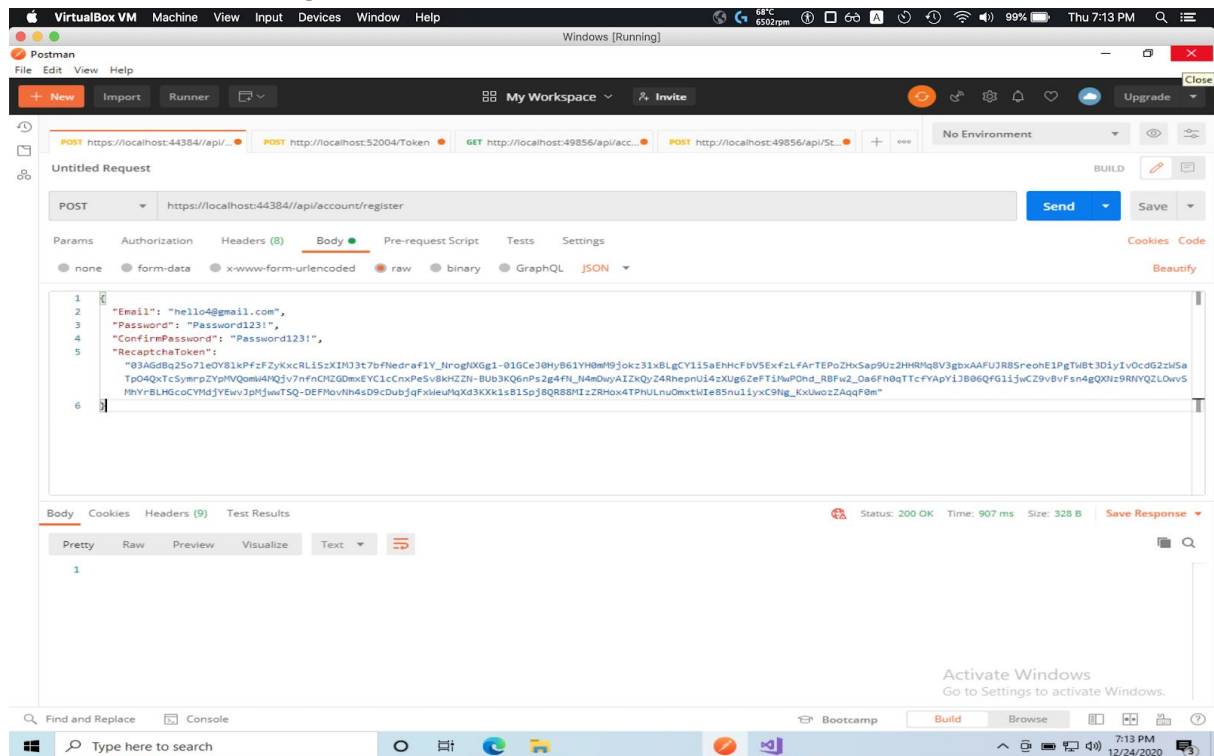 VirtualBox VM Machine View Input Devices Window Help 68°C 6502rpm A 99% Thu 7:13 PM
Windows [Running]
Postman
File Edit View Help
Close
+ New Import Runner My Workspace Invite Upgrade
POST https://localhost:44384//api/... POST http://localhost:52004/Token GET http://localhost:49856/api/acc... POST http://localhost:49856/api/St... + ooo No Environment
Untitled Request BUILD
POST https://localhost:44384//api/account/register Send Save
Params Authorization Headers (8) Body Pre-request Script Tests Settings Cookies Code
none form-data x-www-form-urlencoded raw binary GraphQL JSON Beautify
1 {
2 "Email": "hello4@gmail.com",
3 "Password": "Password123!",
4 "ConfirmPassword": "Password123!",
5 "RecaptchaToken":
6 }
Body Cookies Headers (9) Test Results Status: 200 OK Time: 907 ms Size: 328 B Save Response
Pretty Raw Preview Visualize Text
1
Activate Windows
Go to Settings to activate Windows.
Find and Replace Console Bootcamp Build Browse
Type here to search 7:13 PM
12/24/2020